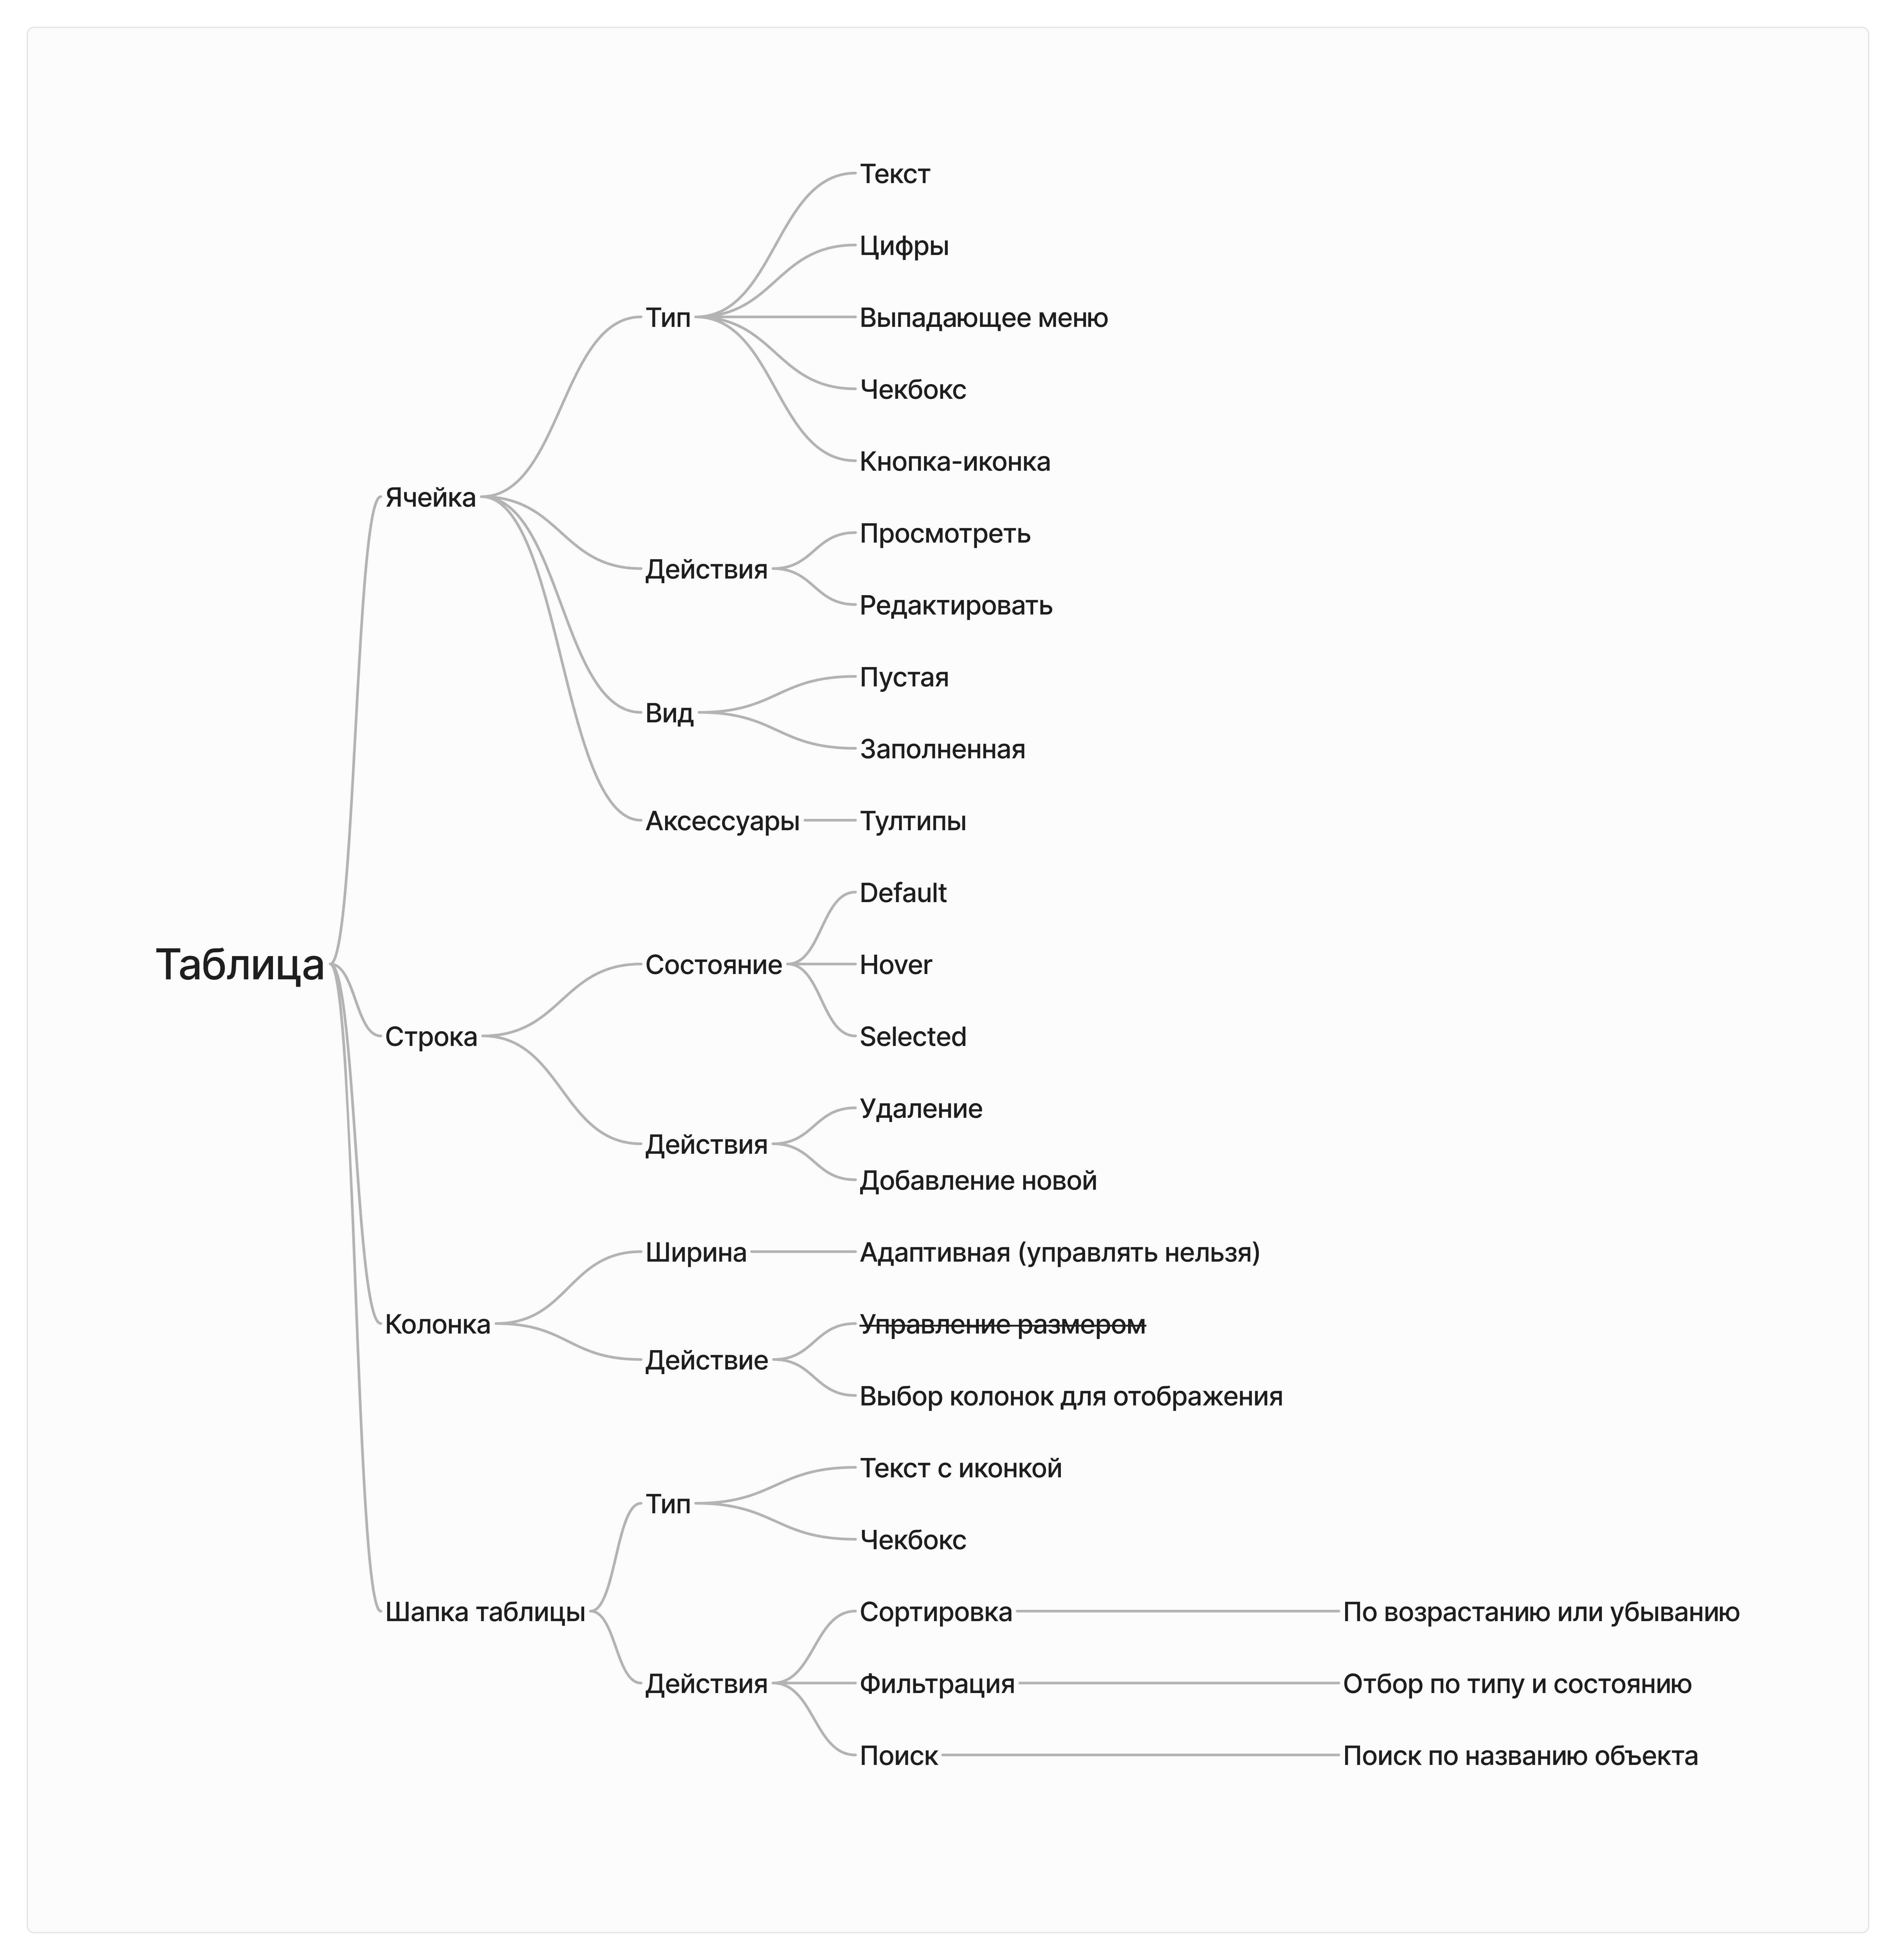 Таблица
Ячейка
Тип
Текст
Цифры
Выпадающее меню
Чекбокс
Кнопка-иконка
Действия
Просмотреть
Редактировать
Вид
Пустая
Заполненная
Аксессуары
Тултипы
Строка
Состояние
Default
Hover
Selected
Действия
Удаление
Добавление новой
Колонка
Ширина
Адаптивная (управлять нельзя)
Действие
Управление размером
Выбор колонок для отображения
Шапка таблицы
Тип
Текст с иконкой
Чекбокс
Действия
Сортировка
По возрастанию или убыванию
Фильтрация
Отбор по типу и состоянию
Поиск
Поиск по названию объекта